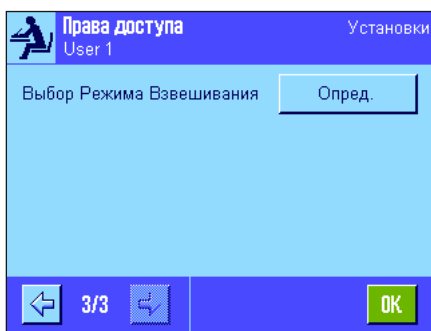 Права доступа Установки
User 1
Выбор Режима Взвешивания Опред.
3/3 OK